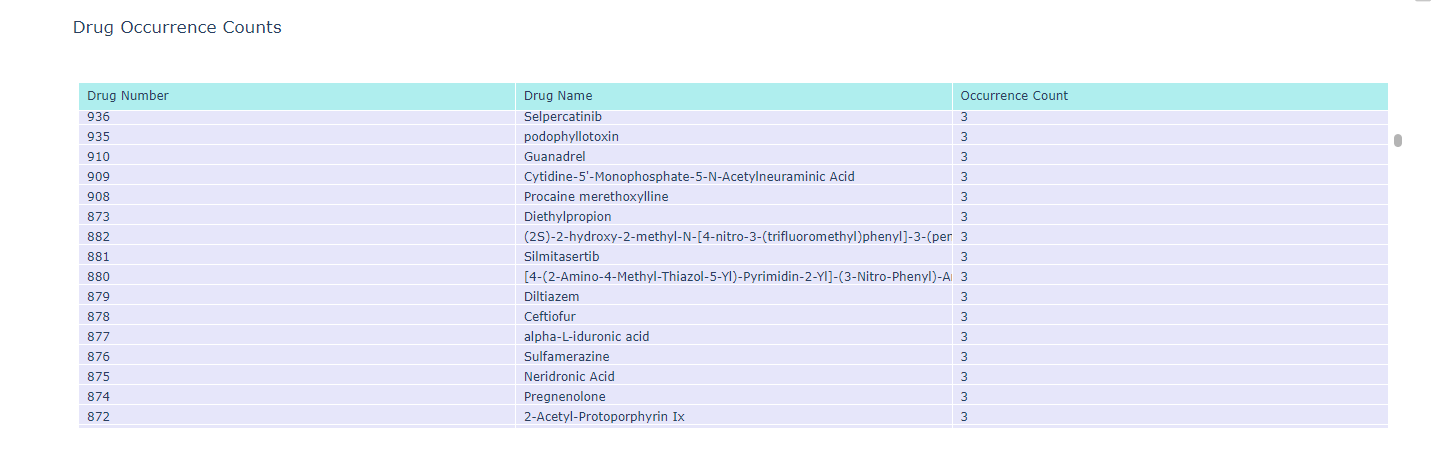 Drug Occurrence Counts
Drug Number Drug Name Occurrence Count
936 Selpercatinib 3
935 podophyllotoxin 3
910 Guanadrel 3
909 Cytidine-5'-Monophosphate-5-N-Acetylneuraminic Acid 3
908 Procaine merethoxylline 3
873 Diethylpropion 3
882 (2S)-2-hydroxy-2-methyl-N-[4-nitro-3-(trifluoromethyl)phenyl]-3-(per 3
881 Silmitasertib 3
880 [4-(2-Amino-4-Methyl-Thiazol-5-Yl)-Pyrimidin-2-Yl]-(3-Nitro-Phenyl)-A 3
879 Diltiazem 3
878 Ceftiofur 3
877 alpha-L-iduronic acid 3
876 Sulfamerazine 3
875 Neridronic Acid 3
874 Pregnenolone 3
872 2-Acetyl-Protoporphyrin Ix 3